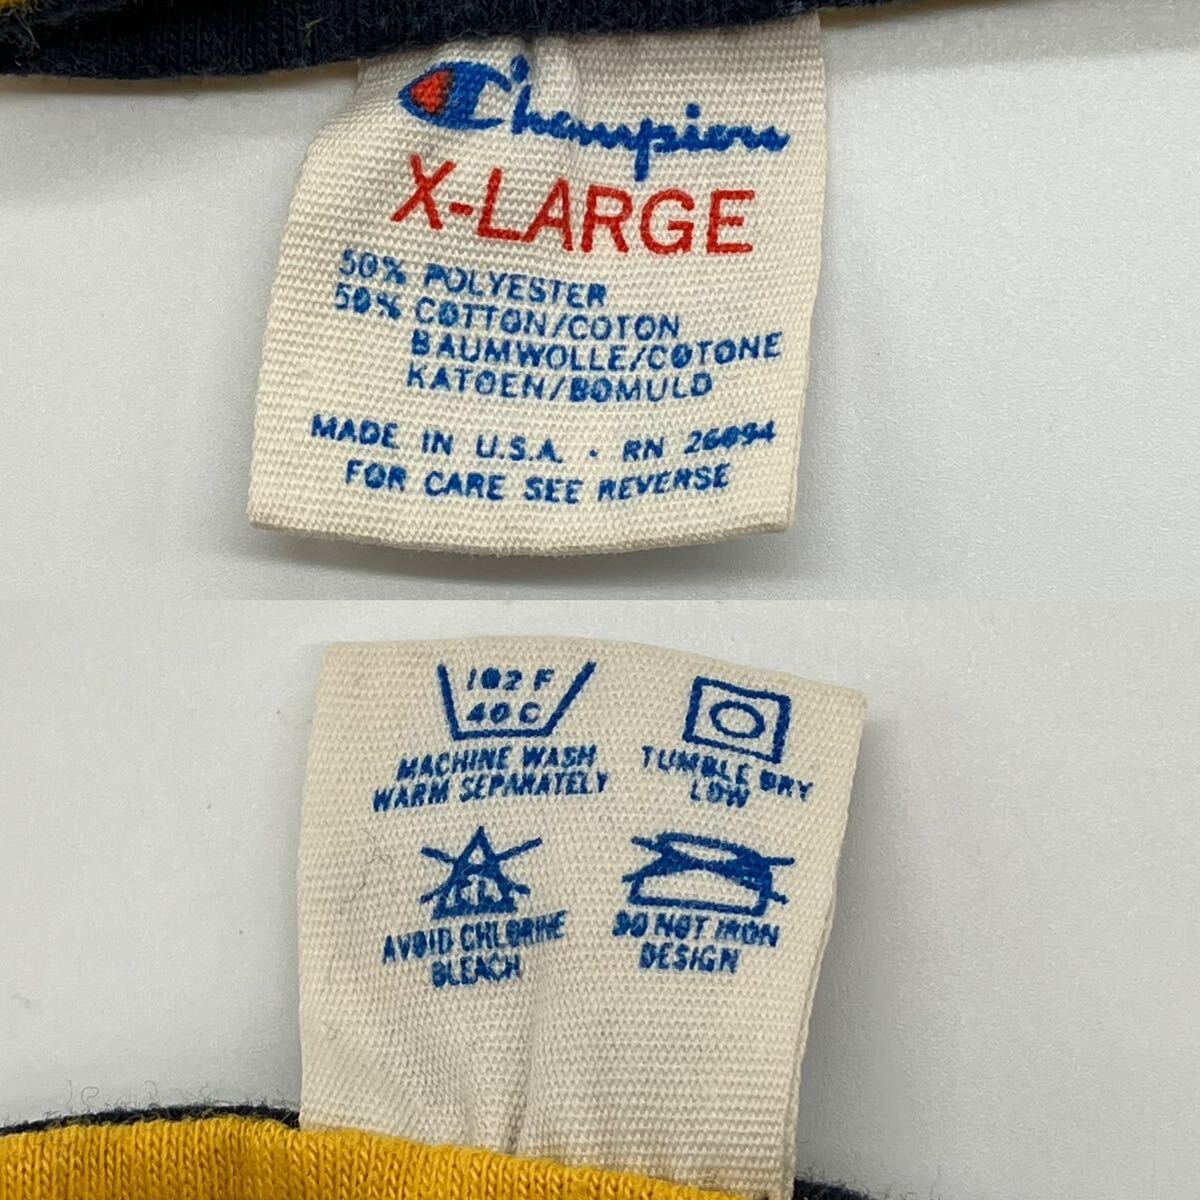 Champion
X-LARGE
50% POLYESTER
50% COTTON/COTON
BAUMWOLLE/COTONE
KATOEN/BOMULD
MADE IN U.S.A. · RN 26094
FOR CARE SEE REVERSE
102 F
40 C
MACHINE WASH
WARM SEPARATELY
TUMBLE DRY
LOW
CL
AVOID CHLORINE
BLEACH
DO NOT IRON
DESIGN